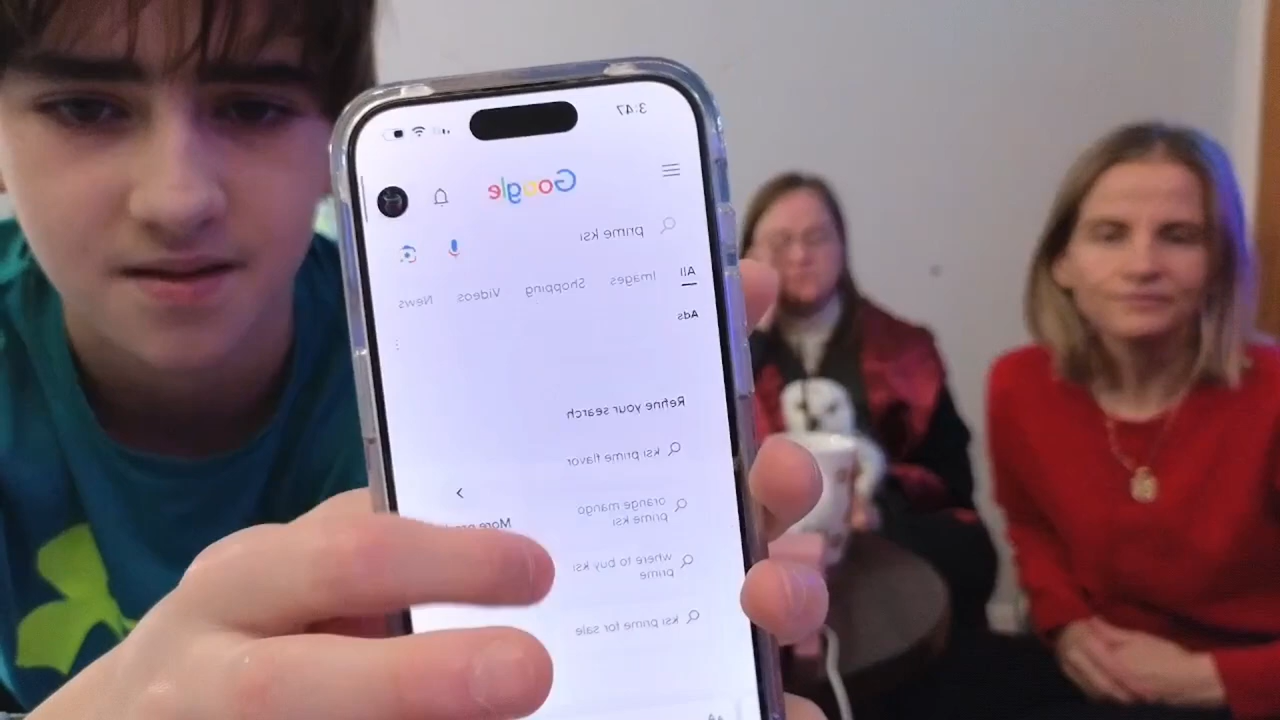 3:47
Google
prime ksi
All Images Shopping Videos News
Ads
Refine your search
ksi prime flavor
orange mango
prime ksi
More
where to buy ksi
prime
ksi prime for sale